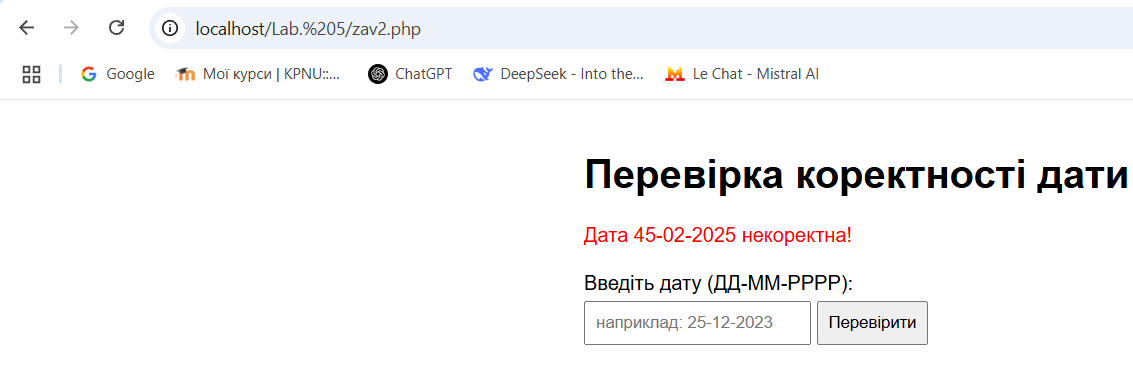 localhost/Lab.%205/zav2.php
Google Мої курси | KPNU::... ChatGPT DeepSeek - Into the... Le Chat - Mistral AI
Перевірка коректності дати
Дата 45-02-2025 некоректна!
Введіть дату (ДД-ММ-РРРР):
наприклад: 25-12-2023 Перевірити